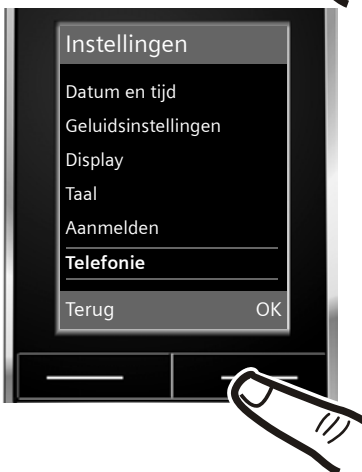 Instellingen
Datum en tijd
Geluidsinstellingen
Display
Taal
Aanmelden
Telefonie
Terug OK